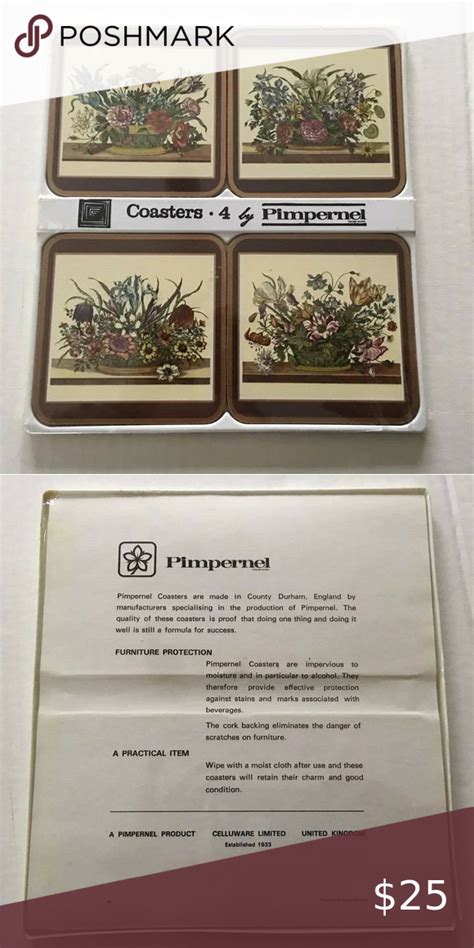 POSHMARK
Coasters · 4 by Pimpernel
Pimpernel
Pimpernel Coasters are made in County Durham, England by
manufacturers specialising in the production of Pimpernel. The
quality of these coasters is proof that doing one thing and doing it
well is still a formula for success.
FURNITURE PROTECTION
Pimpernel Coasters are impervious to
moisture and in particular to alcohol. They
therefore provide effective protection
against stains and marks associated with
beverages.
The cork backing eliminates the danger of
scratches on furniture.
A PRACTICAL ITEM
Wipe with a moist cloth after use and these
coasters will retain their charm and good
condition.
A PIMPERNEL PRODUCT CELLUWARE LIMITED UNITED KINGDOM
Established 1933
$25